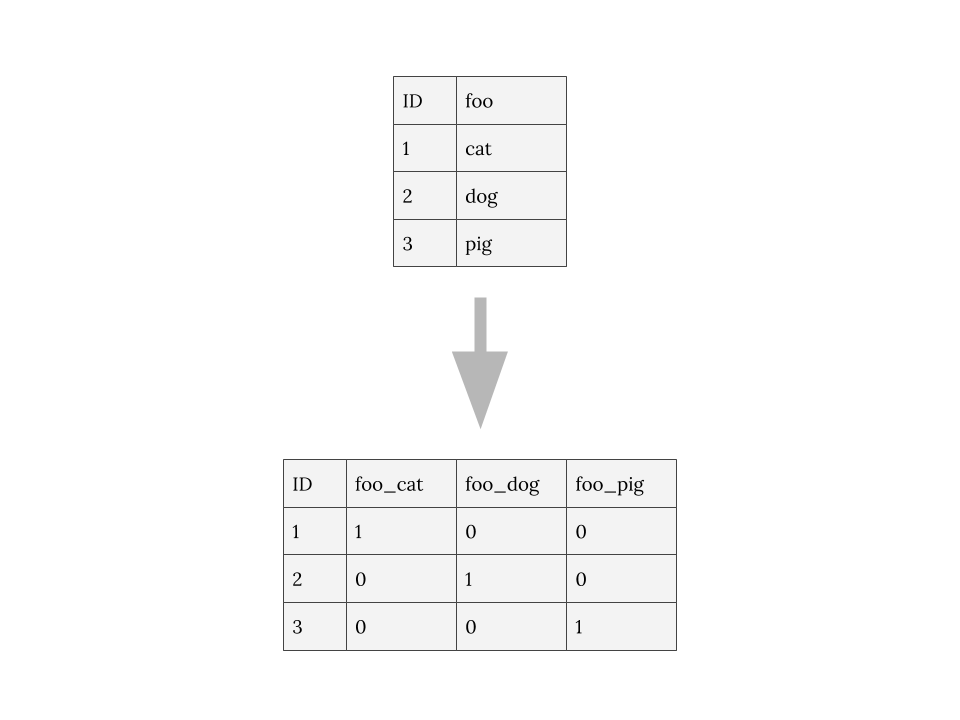 ID foo
1 cat
2 dog
3 pig
ID foo_cat foo_dog foo_pig
1 1 0 0
2 0 1 0
3 0 0 1